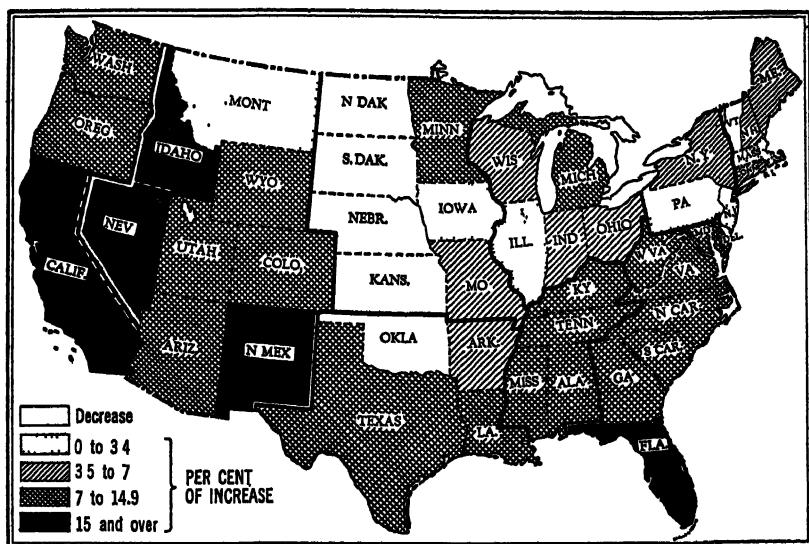 WASH
MONT
N DAK
MINN
ME.
OREG
IDAHO
S. DAK.
WIS
MICH
VT.
N.H.
N.Y.
MASS
WYO
NEBR.
IOWA
PA
N.J.
NEV
UTAH
COLO.
KANS.
ILL.
IND.
OHIO
W VA
VA
CALIF
MO
KY
N CAR.
ARIZ.
N MEX
OKLA
ARK.
TENN
S CAR.
TEXAS
LA.
MISS
ALA.
GA.
FLA.
Decrease
0 to 3 4
3 5 to 7
7 to 14.9
15 and over
PER CENT
OF INCREASE